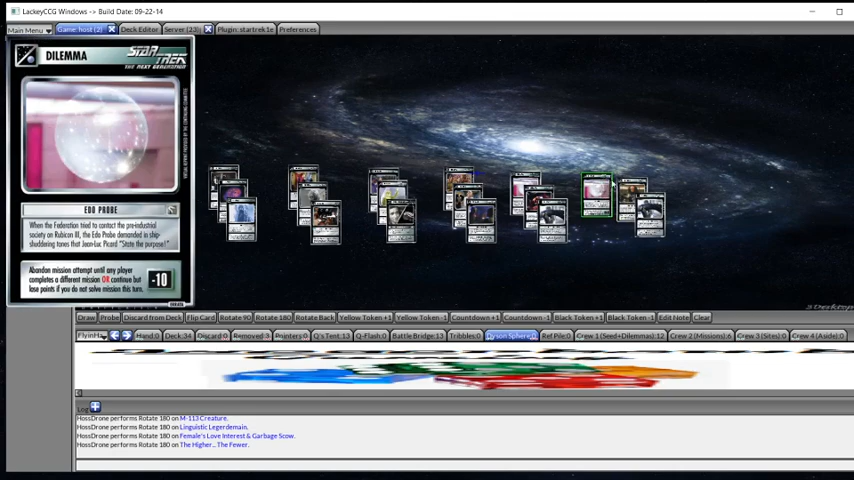 LackeyCCG Windows -> Build Date: 09-22-14
Main Menu Game: host (2) Deck Editor Server (23) Plugin: startrek1e Preferences
DILEMMA
STAR TREK
THE NEXT GENERATION
EDO PROBE
When the Federation tried to contact the pre-industrial
society on Rubicon III, the Edo Probe demanded in ship-
shuddering tones that Jean-Luc Picard "State the purpose!"
Abandon mission attempt until any player
completes a different mission OR continue but
lose points if you do not solve mission this turn.
-10
Draw Probe Discard from Deck Flip Card Rotate 90 Rotate 180 Rotate Back Yellow Token +1 Yellow Token -1 Countdown +1 Countdown -1 Black Token +1 Black Token -1 Edit Note Clear
FlyinHa Hand:0 Deck:34 Discard:0 Removed:3 Pointers:0 Q's Tent:13 Q-Flash:0 Battle Bridge:13 Tribbles:0 Dyson Sphere:0 Ref Pile:0 Crew 1 (Seed+Dilemmas):12 Crew 2 (Missions):6 Crew 3 (Sites):0 Crew 4 (Aside):0
Log
HossDrone performs Rotate 180 on M-113 Creature.
HossDrone performs Rotate 180 on Linguistic Legerdemain.
HossDrone performs Rotate 180 on Female's Love Interest & Garbage Scow.
HossDrone performs Rotate 180 on The Higher... The Fewer.